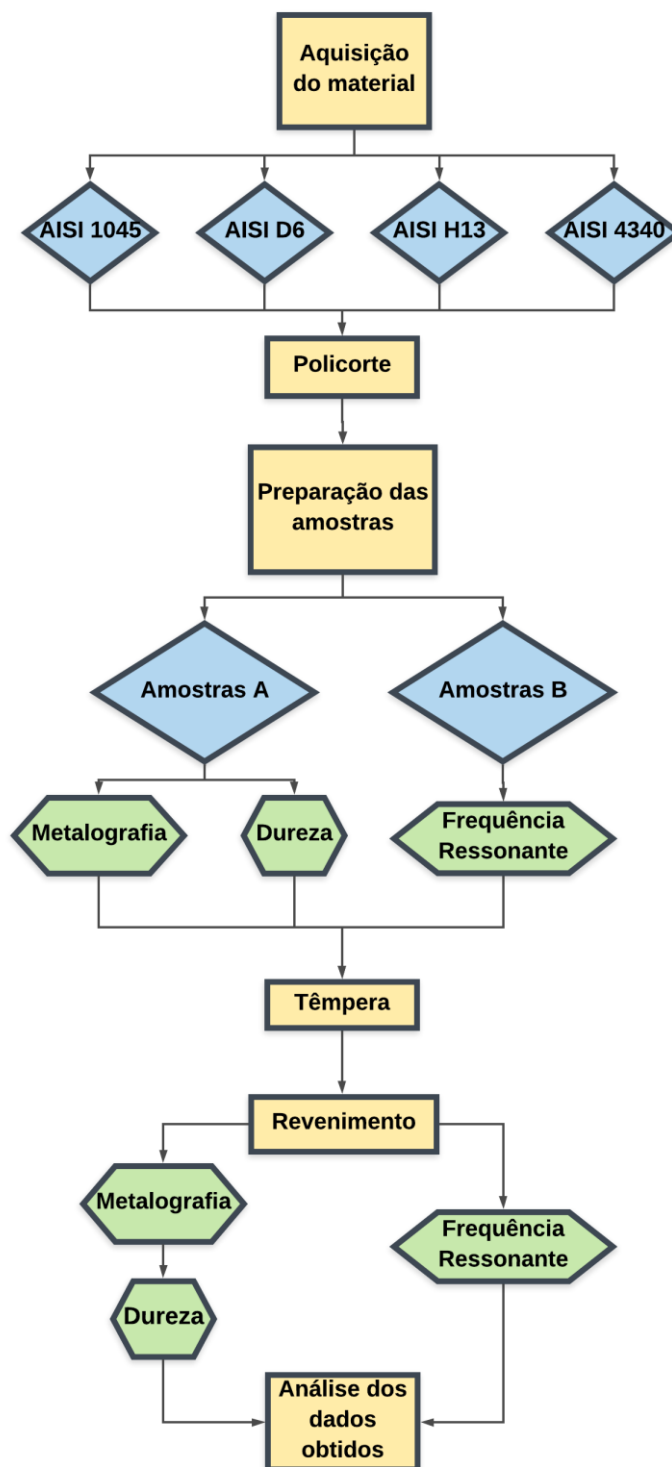 Aquisição
do material
AISI 1045
AISI D6
AISI H13
AISI 4340
Policorte
Preparação das
amostras
Amostras A
Amostras B
Metalografia
Dureza
Frequência
Ressonante
Têmpera
Revenimento
Metalografia
Frequência
Ressonante
Dureza
Análise dos
dados
obtidos